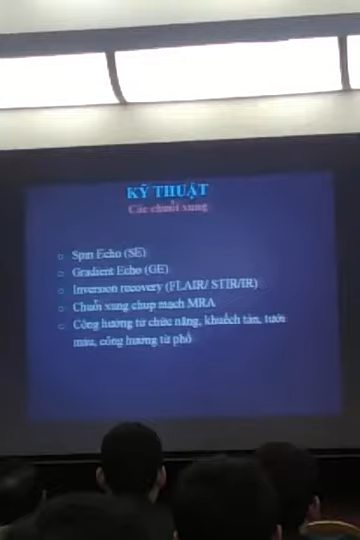 KỸ THUẬT
Các chuỗi xung
Spin Echo (SE)
Gradient Echo (GE)
Inversion recovery (FLAIR/ STIR/IR)
Chuỗi xung chụp mạch MRA
Cộng hưởng từ chức năng, khuếch tán, tưới
máu, cộng hưởng từ phổ